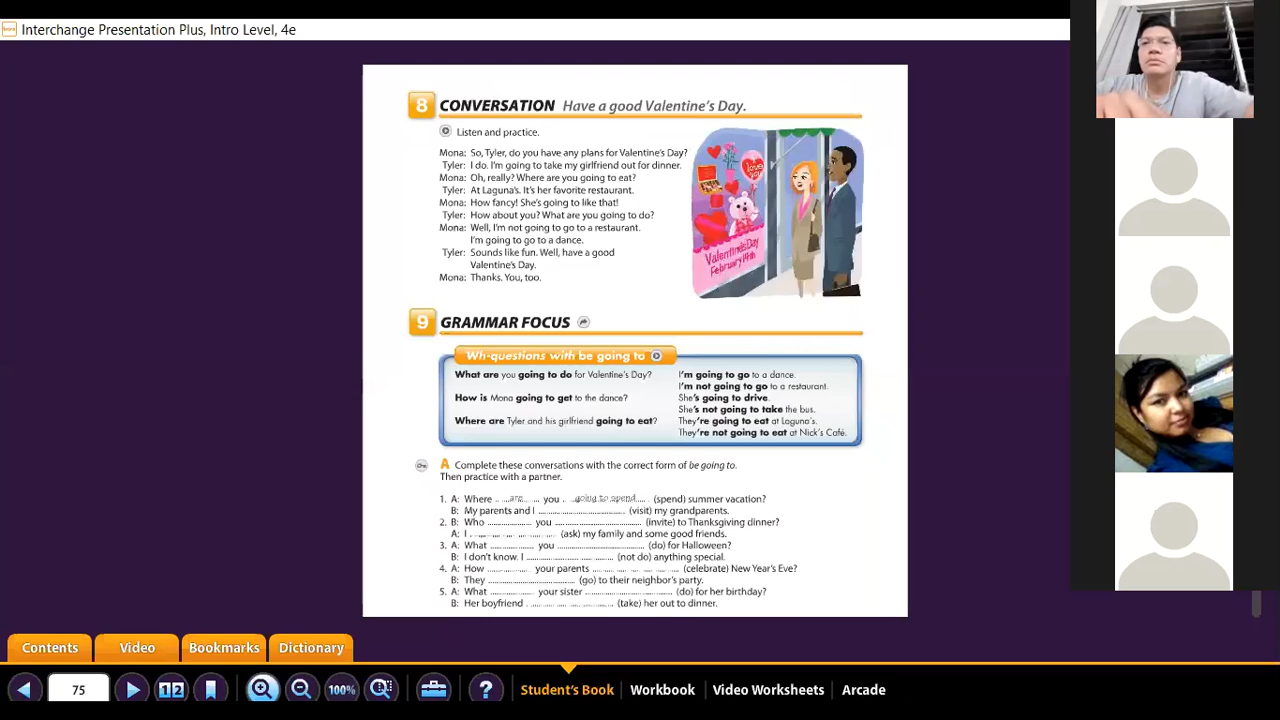 Interchange Presentation Plus, Intro Level, 4e
8 CONVERSATION Have a good Valentine's Day.
Listen and practice.
Mona: So, Tyler, do you have any plans for Valentine's Day?
Tyler: I do. I'm going to take my girlfriend out for dinner.
Mona: Oh, really? Where are you going to eat?
Tyler: At Laguna's. It's her favorite restaurant.
Mona: How fancy! She's going to like that!
Tyler: How about you? What are you going to do?
Mona: Well, I'm not going to go to a restaurant.
I'm going to go to a dance.
Tyler: Sounds like fun. Well, have a good
Valentine's Day.
Mona: Thanks. You, too.
I love you
Valentine's Day
February 14th
9 GRAMMAR FOCUS
Wh-questions with be going to
What are you going to do for Valentine's Day? I'm going to go to a dance.
I'm not going to go to a restaurant.
How is Mona going to get to the dance? She's going to drive.
She's not going to take the bus.
Where are Tyler and his girlfriend going to eat? They're going to eat at Laguna's.
They're not going to eat at Nick's Café.
A Complete these conversations with the correct form of be going to.
Then practice with a partner.
1. A: Where are you going to spend (spend) summer vacation?
B: My parents and I ........................ (visit) my grandparents.
2. B: Who ............ you ........................ (invite) to Thanksgiving dinner?
A: I ........................ (ask) my family and some good friends.
3. A: What ............ you ........................ (do) for Halloween?
B: I don't know. I ........................ (not do) anything special.
4. A: How ............ your parents ........................ (celebrate) New Year's Eve?
B: They ........................ (go) to their neighbor's party.
5. A: What ............ your sister ........................ (do) for her birthday?
B: Her boyfriend ........................ (take) her out to dinner.
Contents Video Bookmarks Dictionary
75 12 100% ? Student's Book Workbook Video Worksheets Arcade